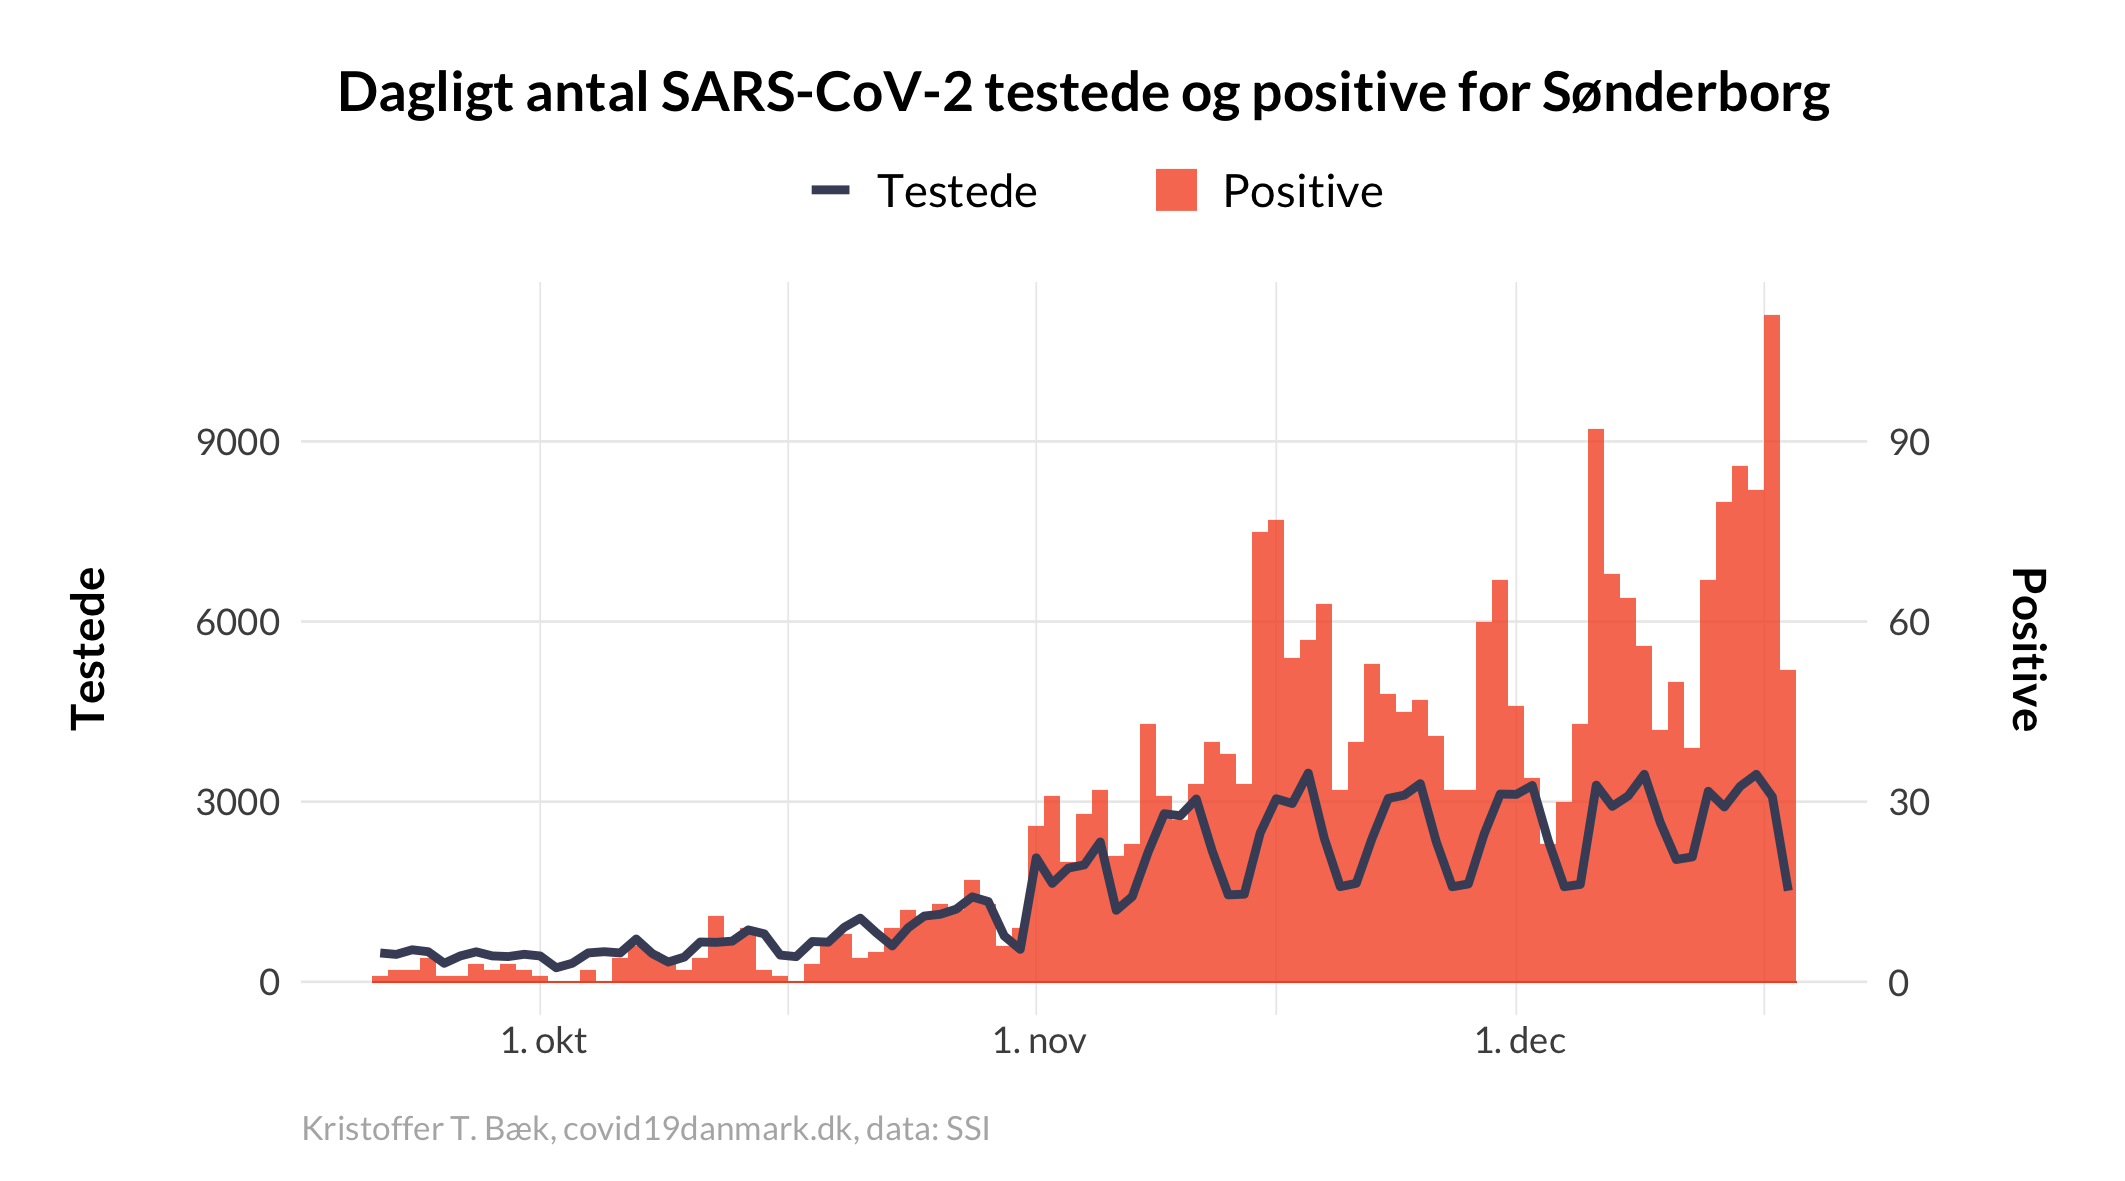 Dagligt antal SARS-CoV-2 testede og positive for Sønderborg
Testede
Positive
9000
6000
3000
0
Testede
90
60
30
0
Positive
1. okt
1. nov
1. dec
Kristoffer T. Bæk, covid19danmark.dk, data: SSI